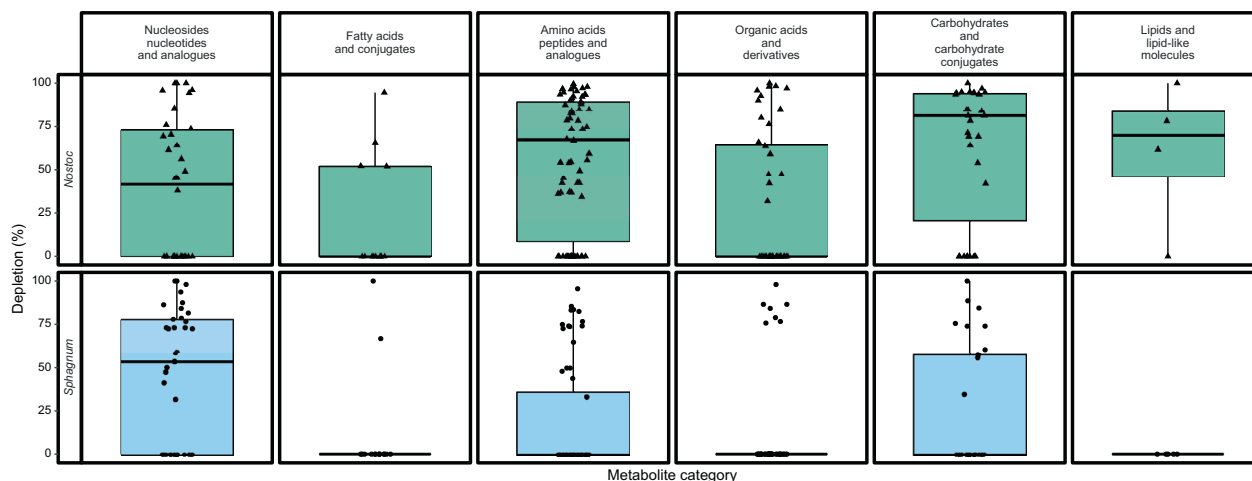 Nucleosides
nucleotides
and analogues
Fatty acids
and conjugates
Amino acids
peptides and
analogues
Organic acids
and
derivatives
Carbohydrates
and
carbohydrate
conjugates
Lipids and
lipid-like
molecules
Depletion (%)
Nostoc
100
75
50
25
0
Sphagnum
100
75
50
25
0
Metabolite category